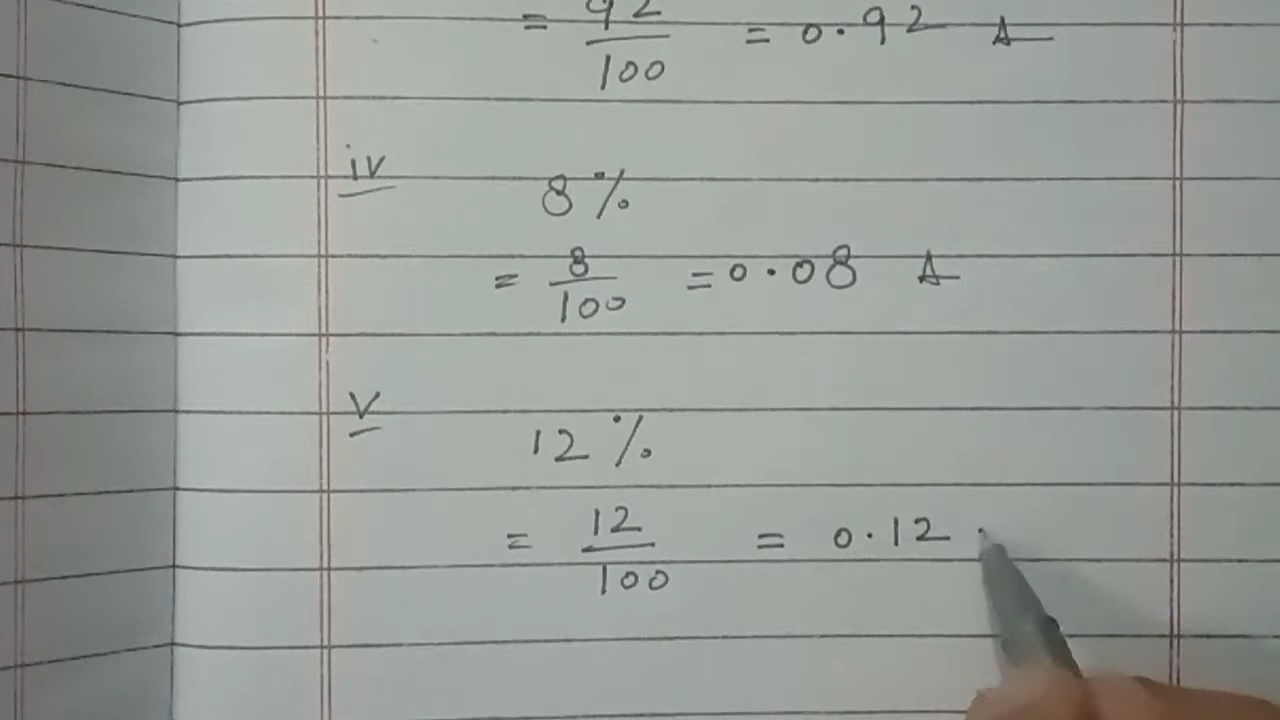 = 92/100 = 0.92 A
iv
8%
= 8/100 = 0.08 A
v
12%
= 12/100 = 0.12